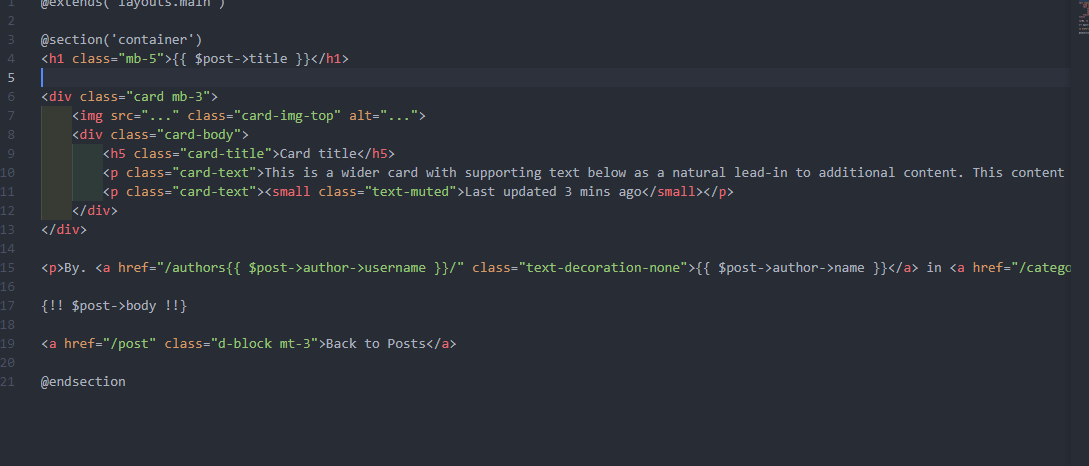 1 @extends('layouts.main')
2
3 @section('container')
4 <h1 class="mb-5">{{ $post->title }}</h1>
5
6 <div class="card mb-3">
7 <img src="..." class="card-img-top" alt="...">
8 <div class="card-body">
9 <h5 class="card-title">Card title</h5>
10 <p class="card-text">This is a wider card with supporting text below as a natural lead-in to additional content. This content
11 <p class="card-text"><small class="text-muted">Last updated 3 mins ago</small></p>
12 </div>
13 </div>
14
15 <p>By. <a href="/authors{{ $post->author->username }}/" class="text-decoration-none">{{ $post->author->name }}</a> in <a href="/catego
16
17 {!! $post->body !!}
18
19 <a href="/post" class="d-block mt-3">Back to Posts</a>
20
21 @endsection